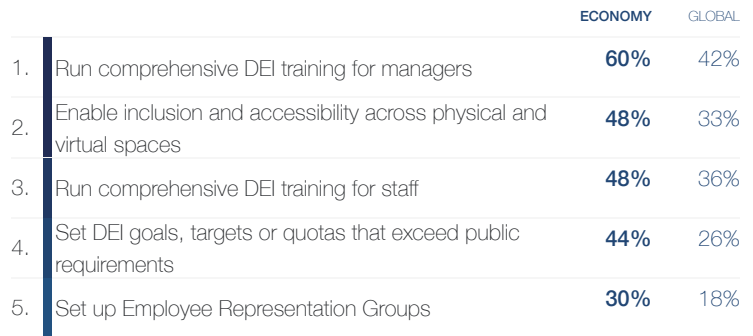 ECONOMY GLOBAL
1. Run comprehensive DEI training for managers 60% 42%
2. Enable inclusion and accessibility across physical and 48% 33%
virtual spaces
3. Run comprehensive DEI training for staff 48% 36%
4. Set DEI goals, targets or quotas that exceed public 44% 26%
requirements
5. Set up Employee Representation Groups 30% 18%